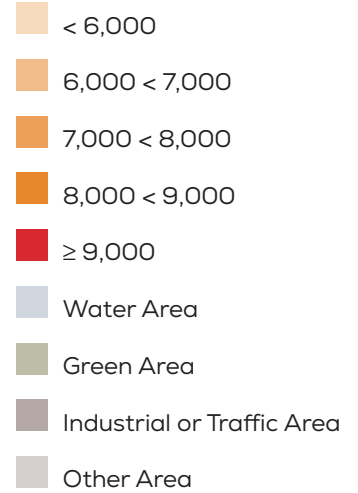 < 6,000
6,000 < 7,000
7,000 < 8,000
8,000 < 9,000
≥ 9,000
Water Area
Green Area
Industrial or Traffic Area
Other Area